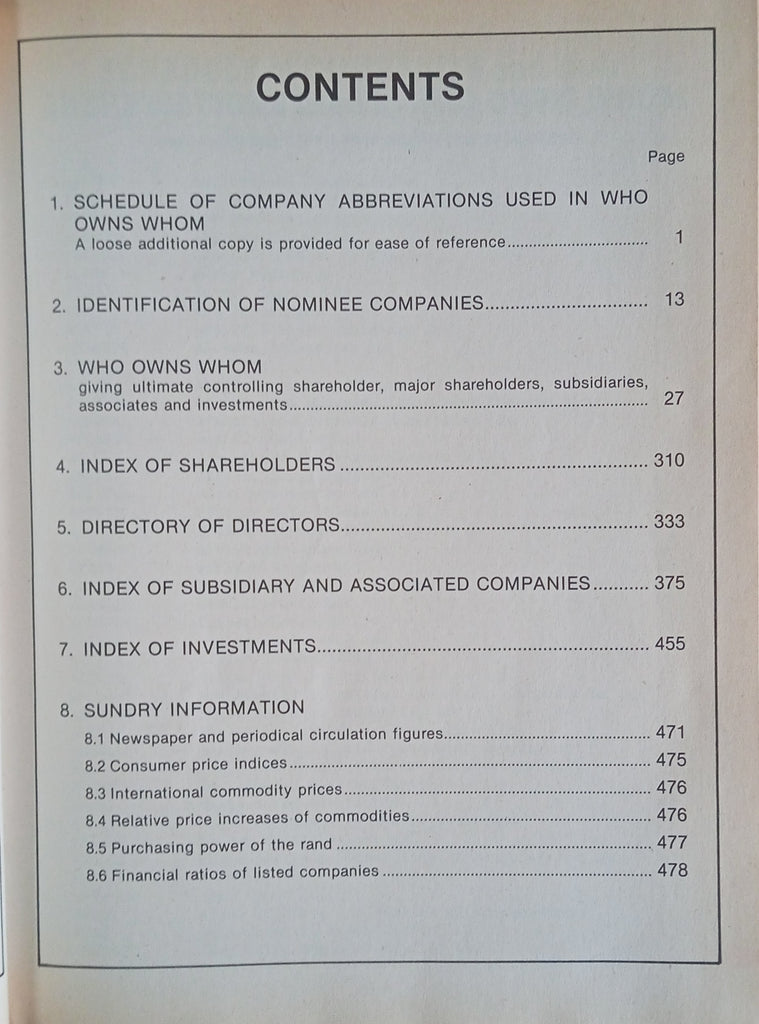 CONTENTS
Page
1. SCHEDULE OF COMPANY ABBREVIATIONS USED IN WHO
OWNS WHOM
A loose additional copy is provided for ease of reference.................................. 1
2. IDENTIFICATION OF NOMINEE COMPANIES................................ 13
3. WHO OWNS WHOM
giving ultimate controlling shareholder, major shareholders, subsidiaries,
associates and investments........................................................................ 27
4. INDEX OF SHAREHOLDERS ............................................................ 310
5. DIRECTORY OF DIRECTORS............................................................ 333
6. INDEX OF SUBSIDIARY AND ASSOCIATED COMPANIES........... 375
7. INDEX OF INVESTMENTS................................................................. 455
8. SUNDRY INFORMATION
8.1 Newspaper and periodical circulation figures.................................................. 471
8.2 Consumer price indices...................................................................................... 475
8.3 International commodity prices......................................................................... 476
8.4 Relative price increases of commodities......................................................... 476
8.5 Purchasing power of the rand ........................................................................... 477
8.6 Financial ratios of listed companies ................................................................ 478